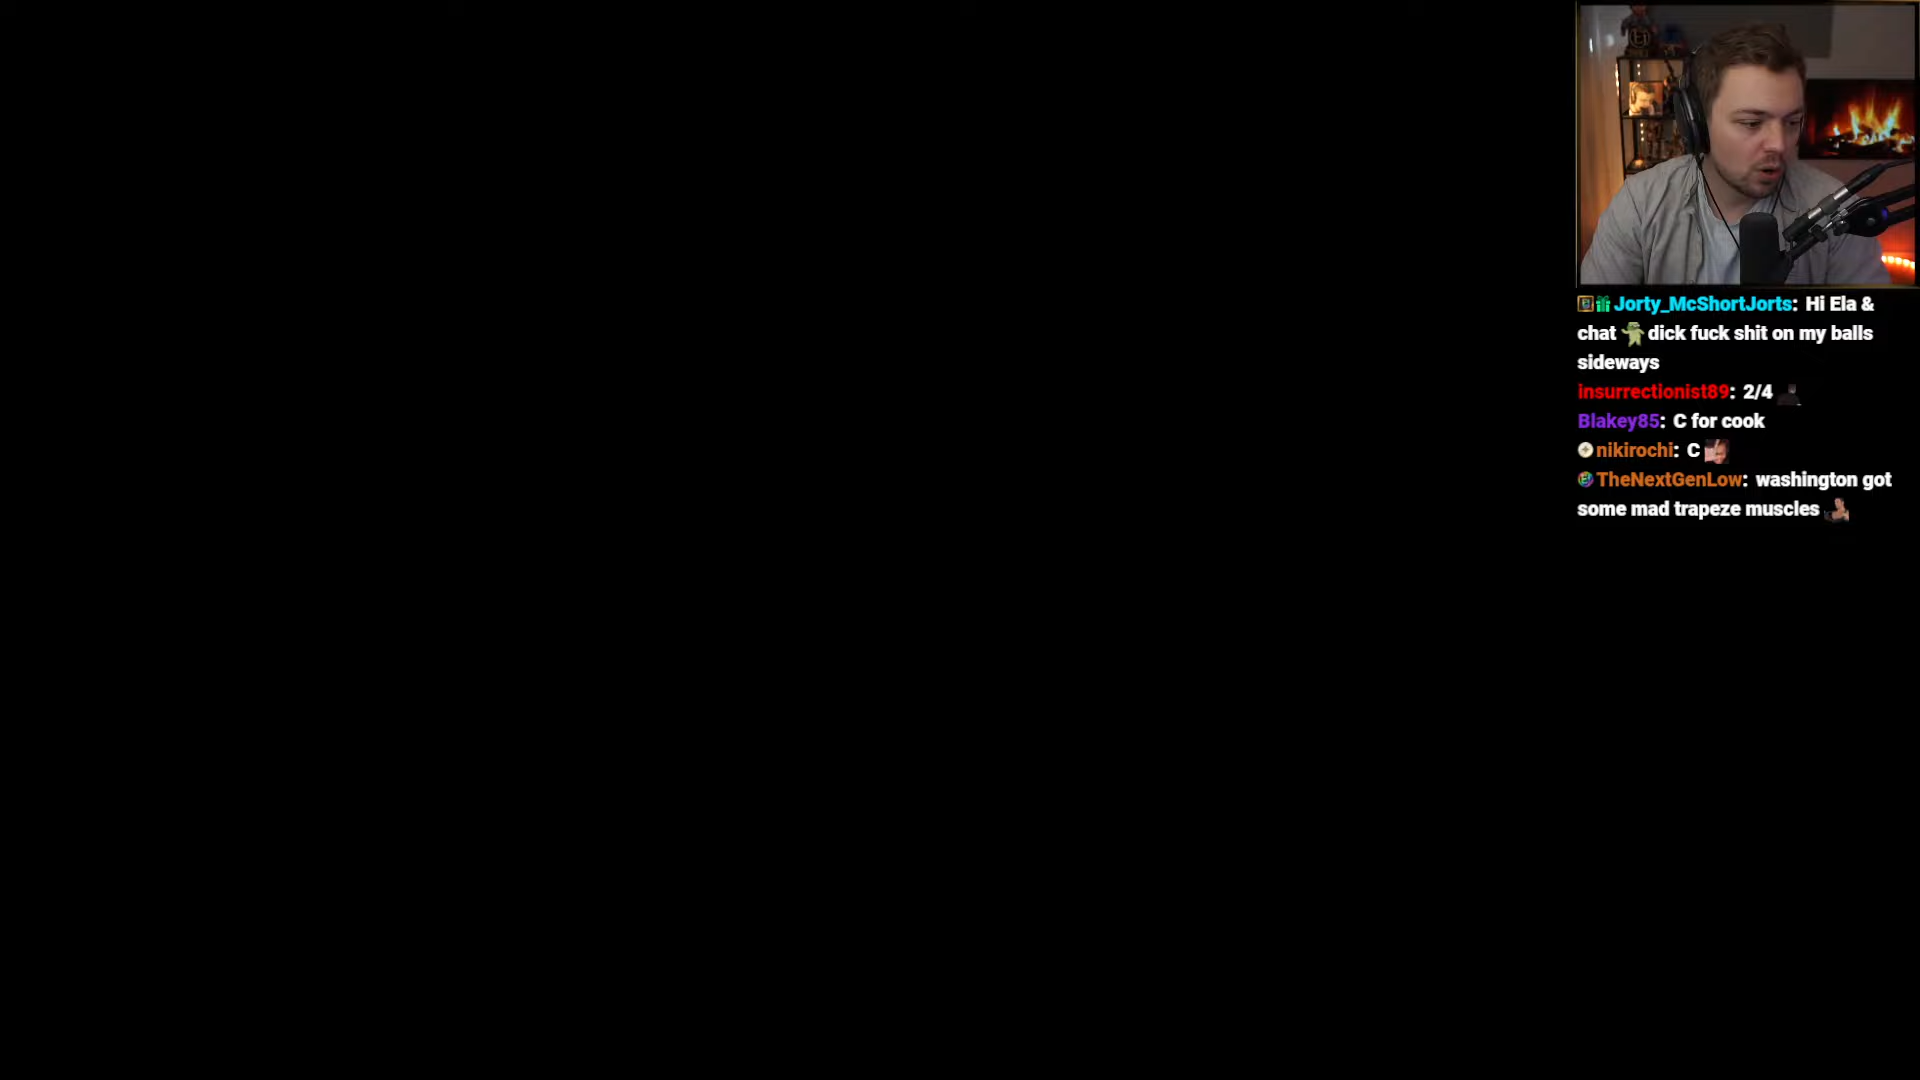 Jorty_McShortJorts: Hi Ela &
chat dick fuck shit on my balls
sideways
insurrectionist89: 2/4
Blakey85: C for cook
nikirochi: C
TheNextGenLow: washington got
some mad trapeze muscles